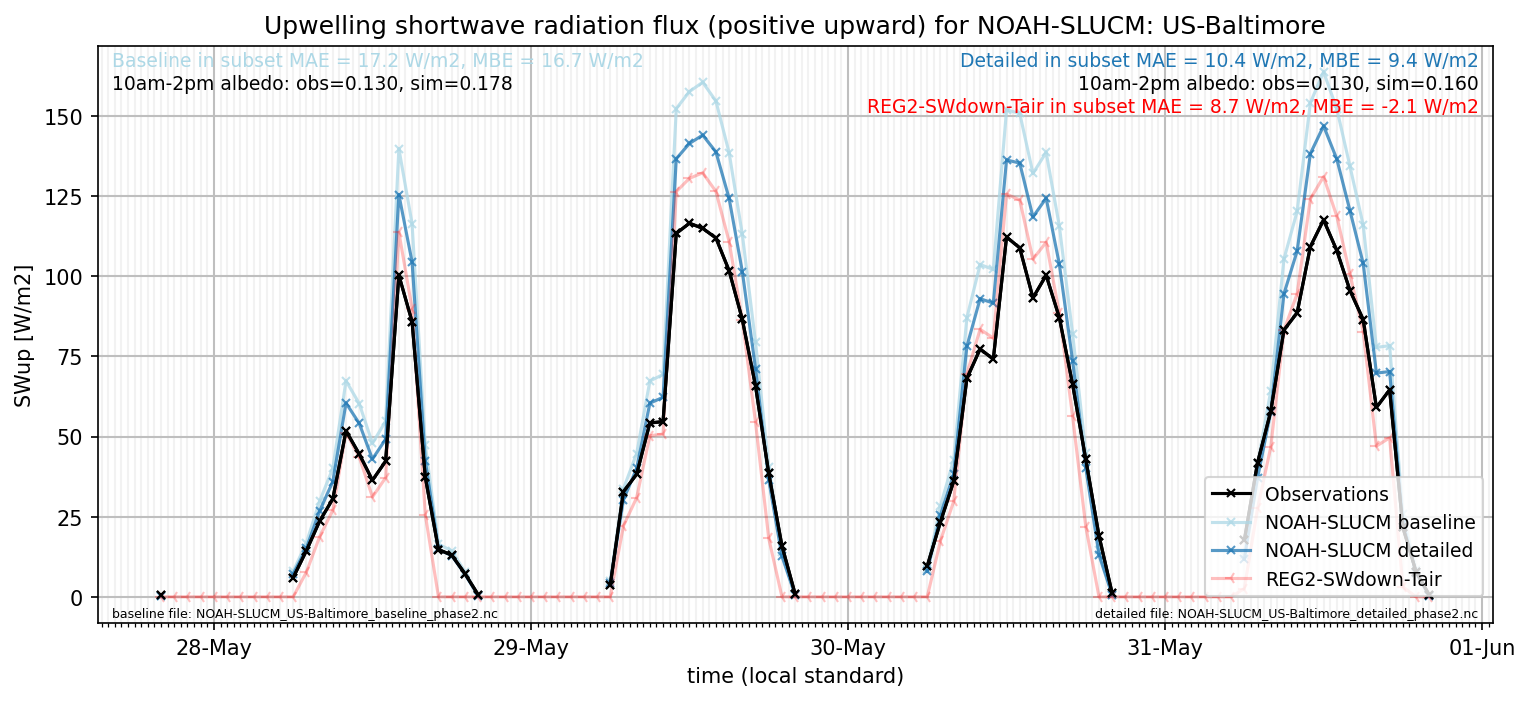 Upwelling shortwave radiation flux (positive upward) for NOAH-SLUCM: US-Baltimore
Baseline in subset MAE = 17.2 W/m2, MBE = 16.7 W/m2
10am-2pm albedo: obs=0.130, sim=0.178
Detailed in subset MAE = 10.4 W/m2, MBE = 9.4 W/m2
10am-2pm albedo: obs=0.130, sim=0.160
REG2-SWdown-Tair in subset MAE = 8.7 W/m2, MBE = -2.1 W/m2
SWup [W/m2]
150
125
100
75
50
25
0
Observations
NOAH-SLUCM baseline
NOAH-SLUCM detailed
REG2-SWdown-Tair
baseline file: NOAH-SLUCM_US-Baltimore_baseline_phase2.nc
detailed file: NOAH-SLUCM_US-Baltimore_detailed_phase2.nc
28-May
29-May
30-May
31-May
01-Jun
time (local standard)